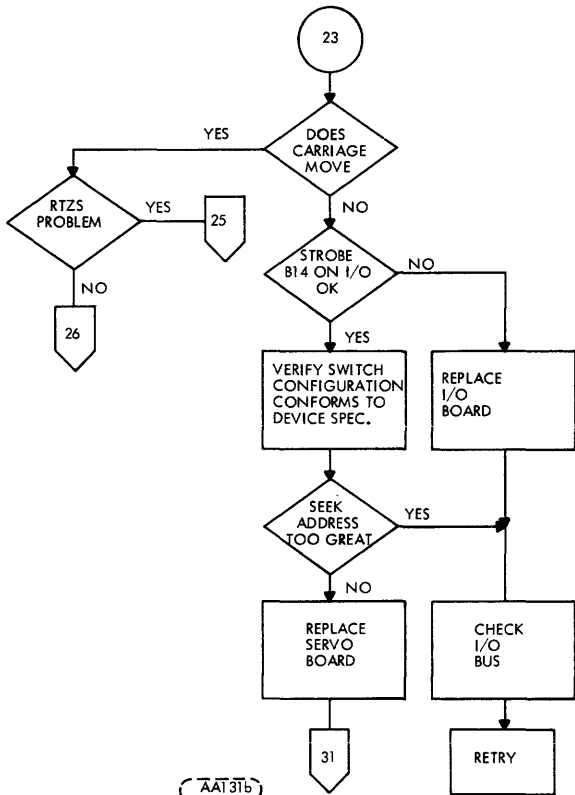 23
YES
DOES
CARRIAGE
MOVE
RTZS
PROBLEM
YES
25
NO
NO
26
STROBE
B14 ON I/O
OK
NO
YES
VERIFY SWITCH
CONFIGURATION
CONFORMS TO
DEVICE SPEC.
REPLACE
I/O
BOARD
SEEK
ADDRESS
TOO GREAT
YES
NO
REPLACE
SERVO
BOARD
CHECK
I/O
BUS
31
RETRY
AA131b